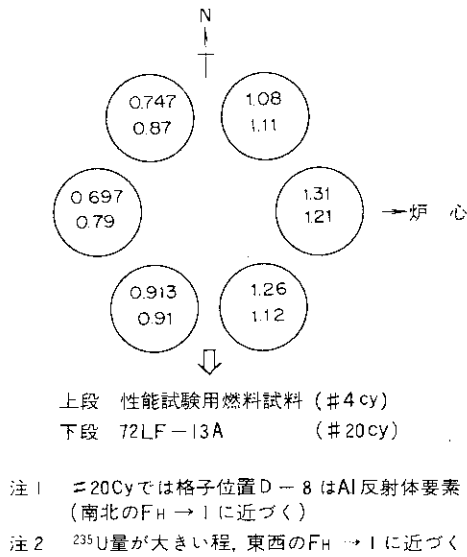 N
0.747
0.87
1.08
1.11
0.697
0.79
1.31
1.21
→炉 心
0.913
0.91
1.26
1.12
上段 性能試験用燃料試料 (#4cy)
下段 72LF-13A (#20cy)
注1 #20Cyでは格子位置D-8はAl反射体要素
(南北のFH→1に近づく)
注2 ²³⁵U量が大きい程, 東西のFH→1に近づく